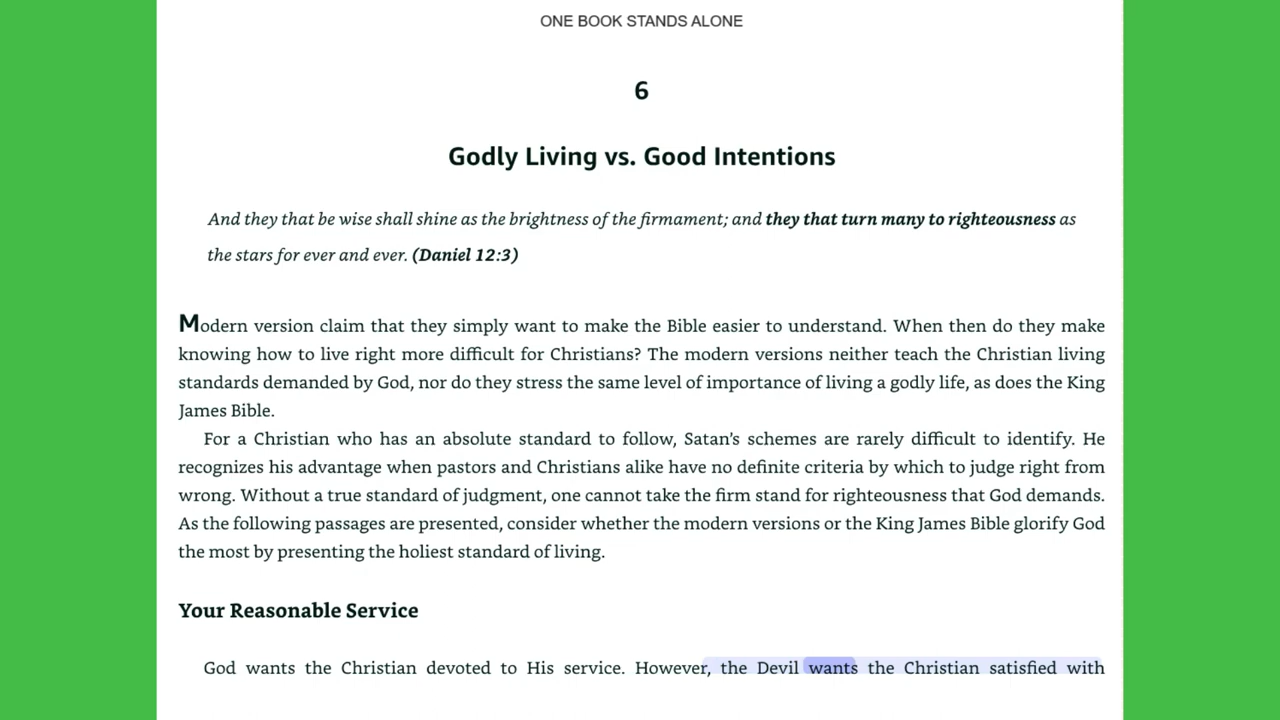 ONE BOOK STANDS ALONE
6
Godly Living vs. Good Intentions
And they that be wise shall shine as the brightness of the firmament; and they that turn many to righteousness as
the stars for ever and ever. (Daniel 12:3)
Modern version claim that they simply want to make the Bible easier to understand. When then do they make
knowing how to live right more difficult for Christians? The modern versions neither teach the Christian living
standards demanded by God, nor do they stress the same level of importance of living a godly life, as does the King
James Bible.
For a Christian who has an absolute standard to follow, Satan’s schemes are rarely difficult to identify. He
recognizes his advantage when pastors and Christians alike have no definite criteria by which to judge right from
wrong. Without a true standard of judgment, one cannot take the firm stand for righteousness that God demands.
As the following passages are presented, consider whether the modern versions or the King James Bible glorify God
the most by presenting the holiest standard of living.
Your Reasonable Service
God wants the Christian devoted to His service. However, the Devil wants the Christian satisfied with